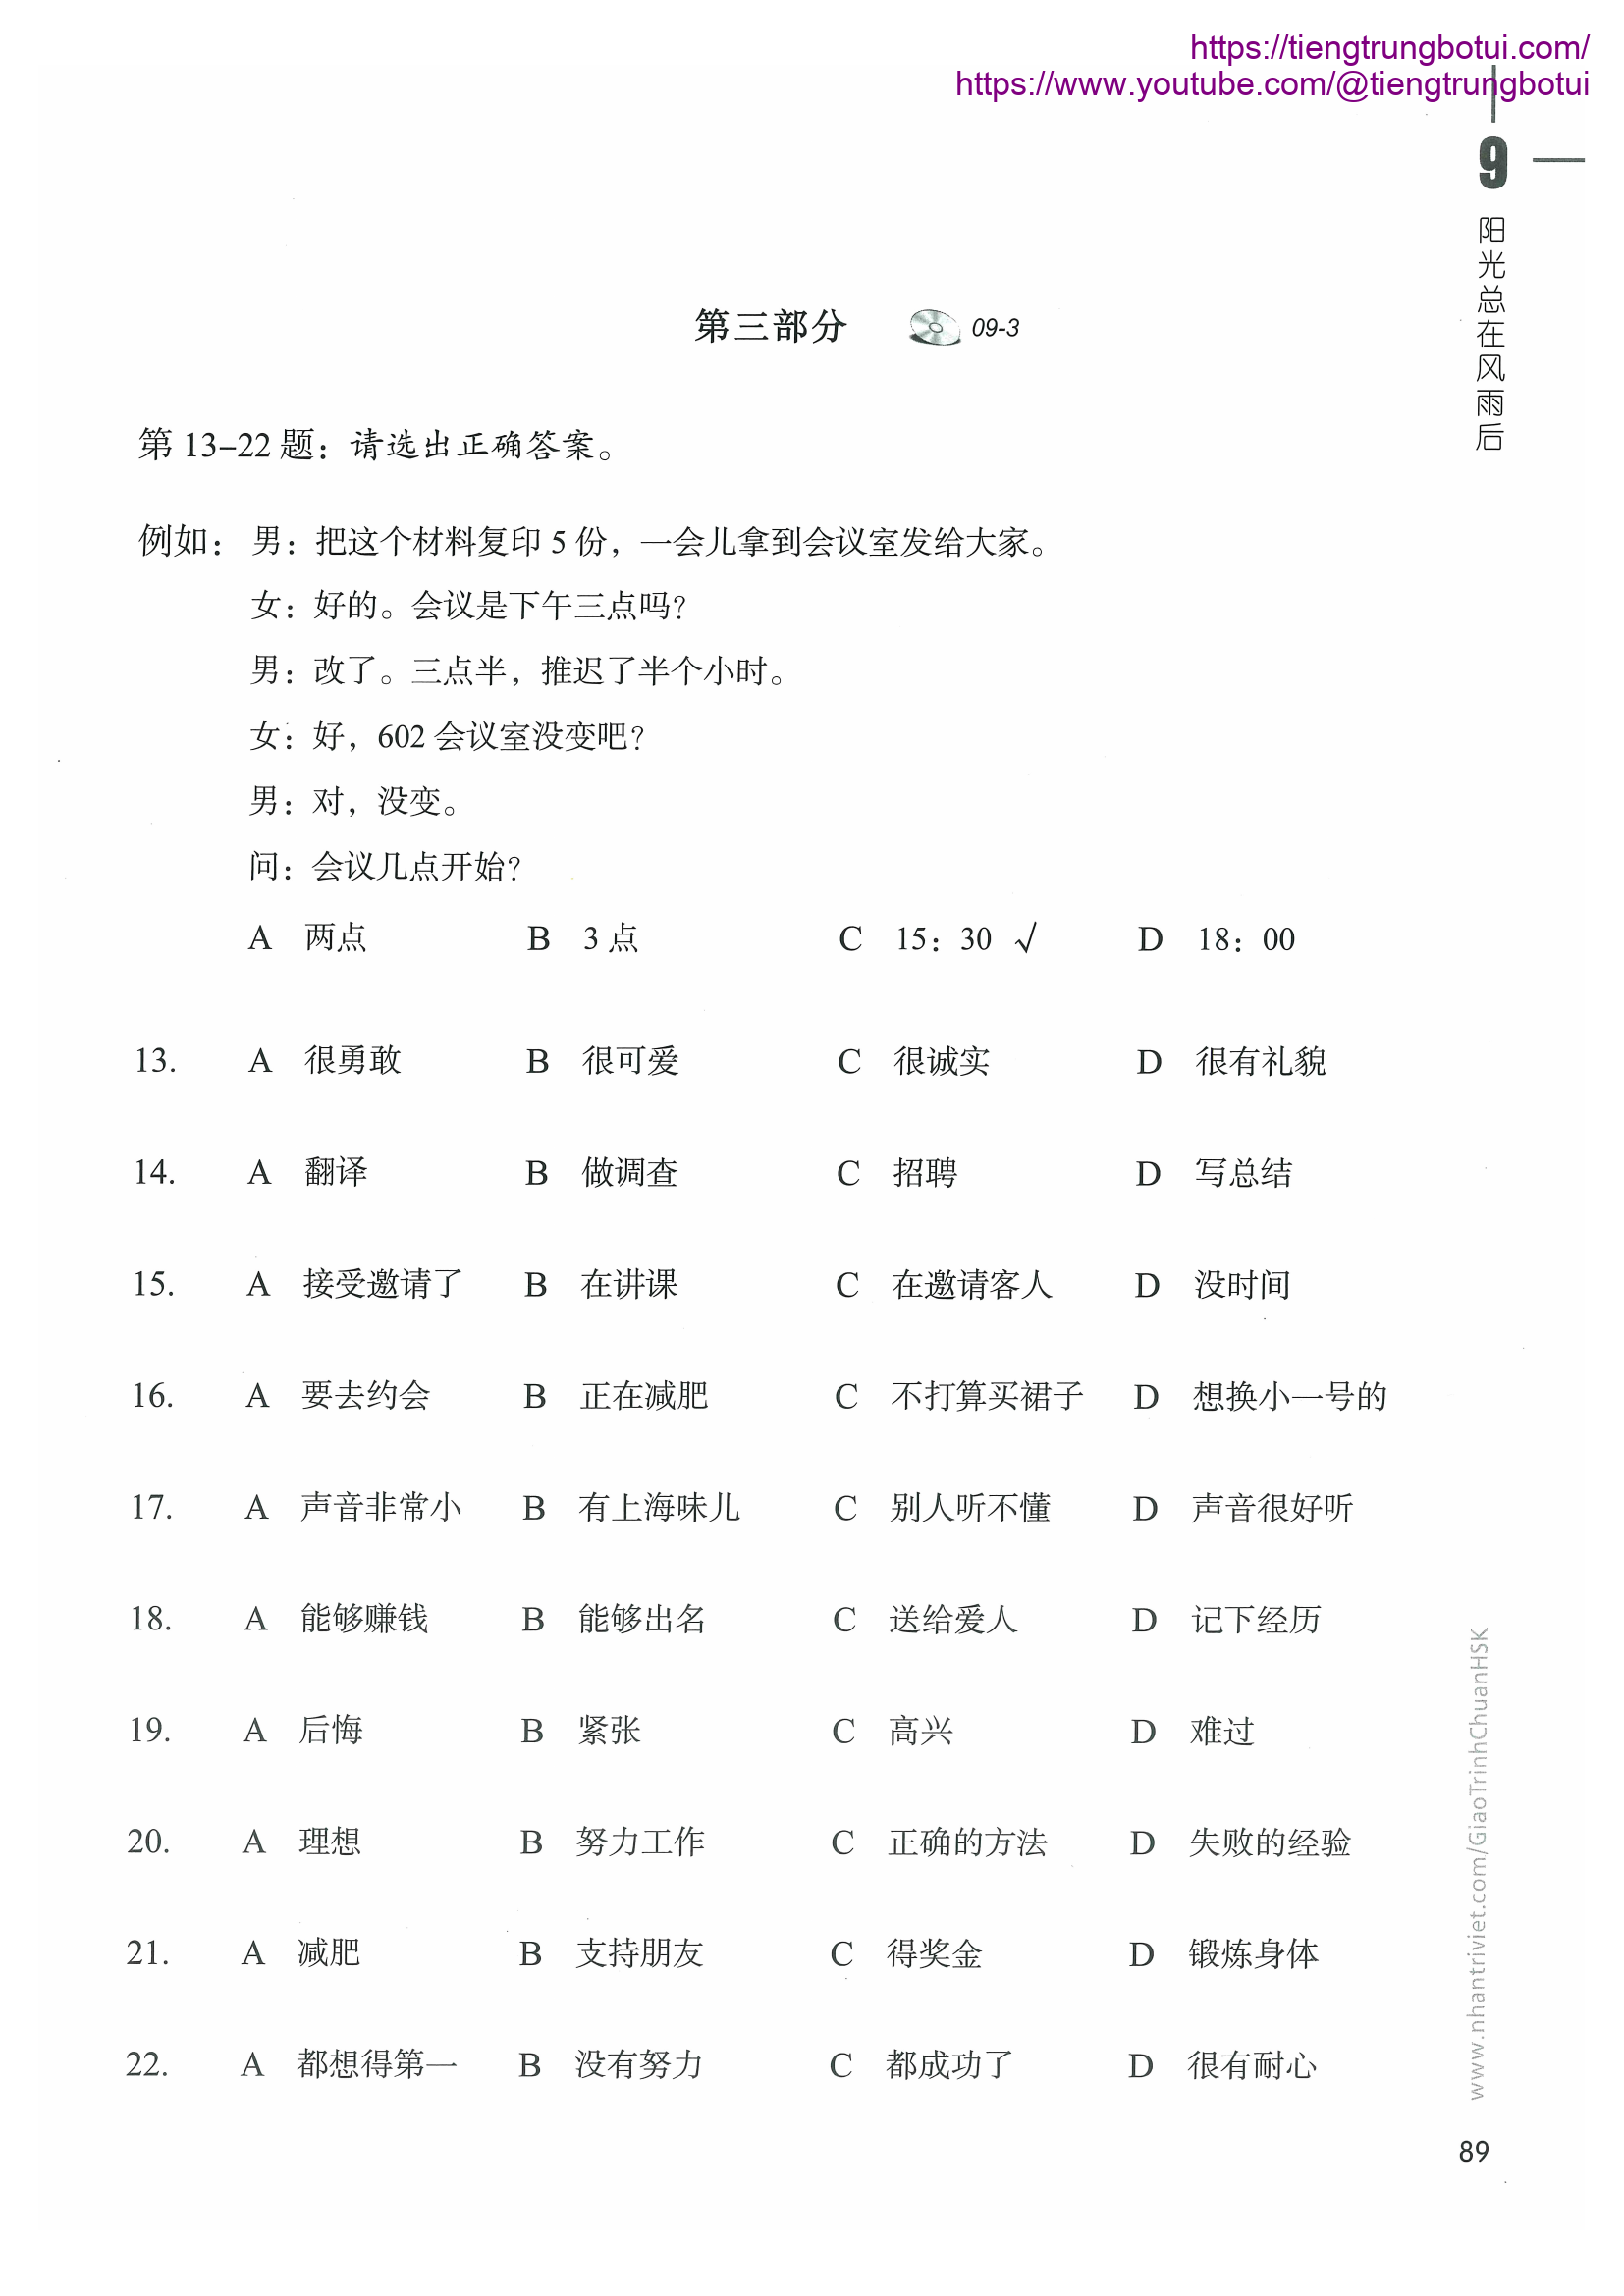 https://tiengtrungbotui.com/
https://www.youtube.com/@tiengtrungbotui
9
阳光总在风雨后
第三部分 09-3
第 13–22 题：请选出正确答案。
例如：男：把这个材料复印 5 份，一会儿拿到会议室发给大家。
女：好的。会议是下午三点吗？
男：改了。三点半，推迟了半个小时。
女：好，602 会议室没变吧？
男：对，没变。
问：会议几点开始？
A 两点 B 3 点 C 15：30 √ D 18：00
13. A 很勇敢 B 很可爱 C 很诚实 D 很有礼貌
14. A 翻译 B 做调查 C 招聘 D 写总结
15. A 接受邀请了 B 在讲课 C 在邀请客人 D 没时间
16. A 要去约会 B 正在减肥 C 不打算买裙子 D 想换小一号的
17. A 声音非常小 B 有上海味儿 C 别人听不懂 D 声音很好听
18. A 能够赚钱 B 能够出名 C 送给爱人 D 记下经历
19. A 后悔 B 紧张 C 高兴 D 难过
20. A 理想 B 努力工作 C 正确的方法 D 失败的经验
21. A 减肥 B 支持朋友 C 得奖金 D 锻炼身体
22. A 都想得第一 B 没有努力 C 都成功了 D 很有耐心
www.nhantriviet.com/GiaoTrinhChuanHSK
89